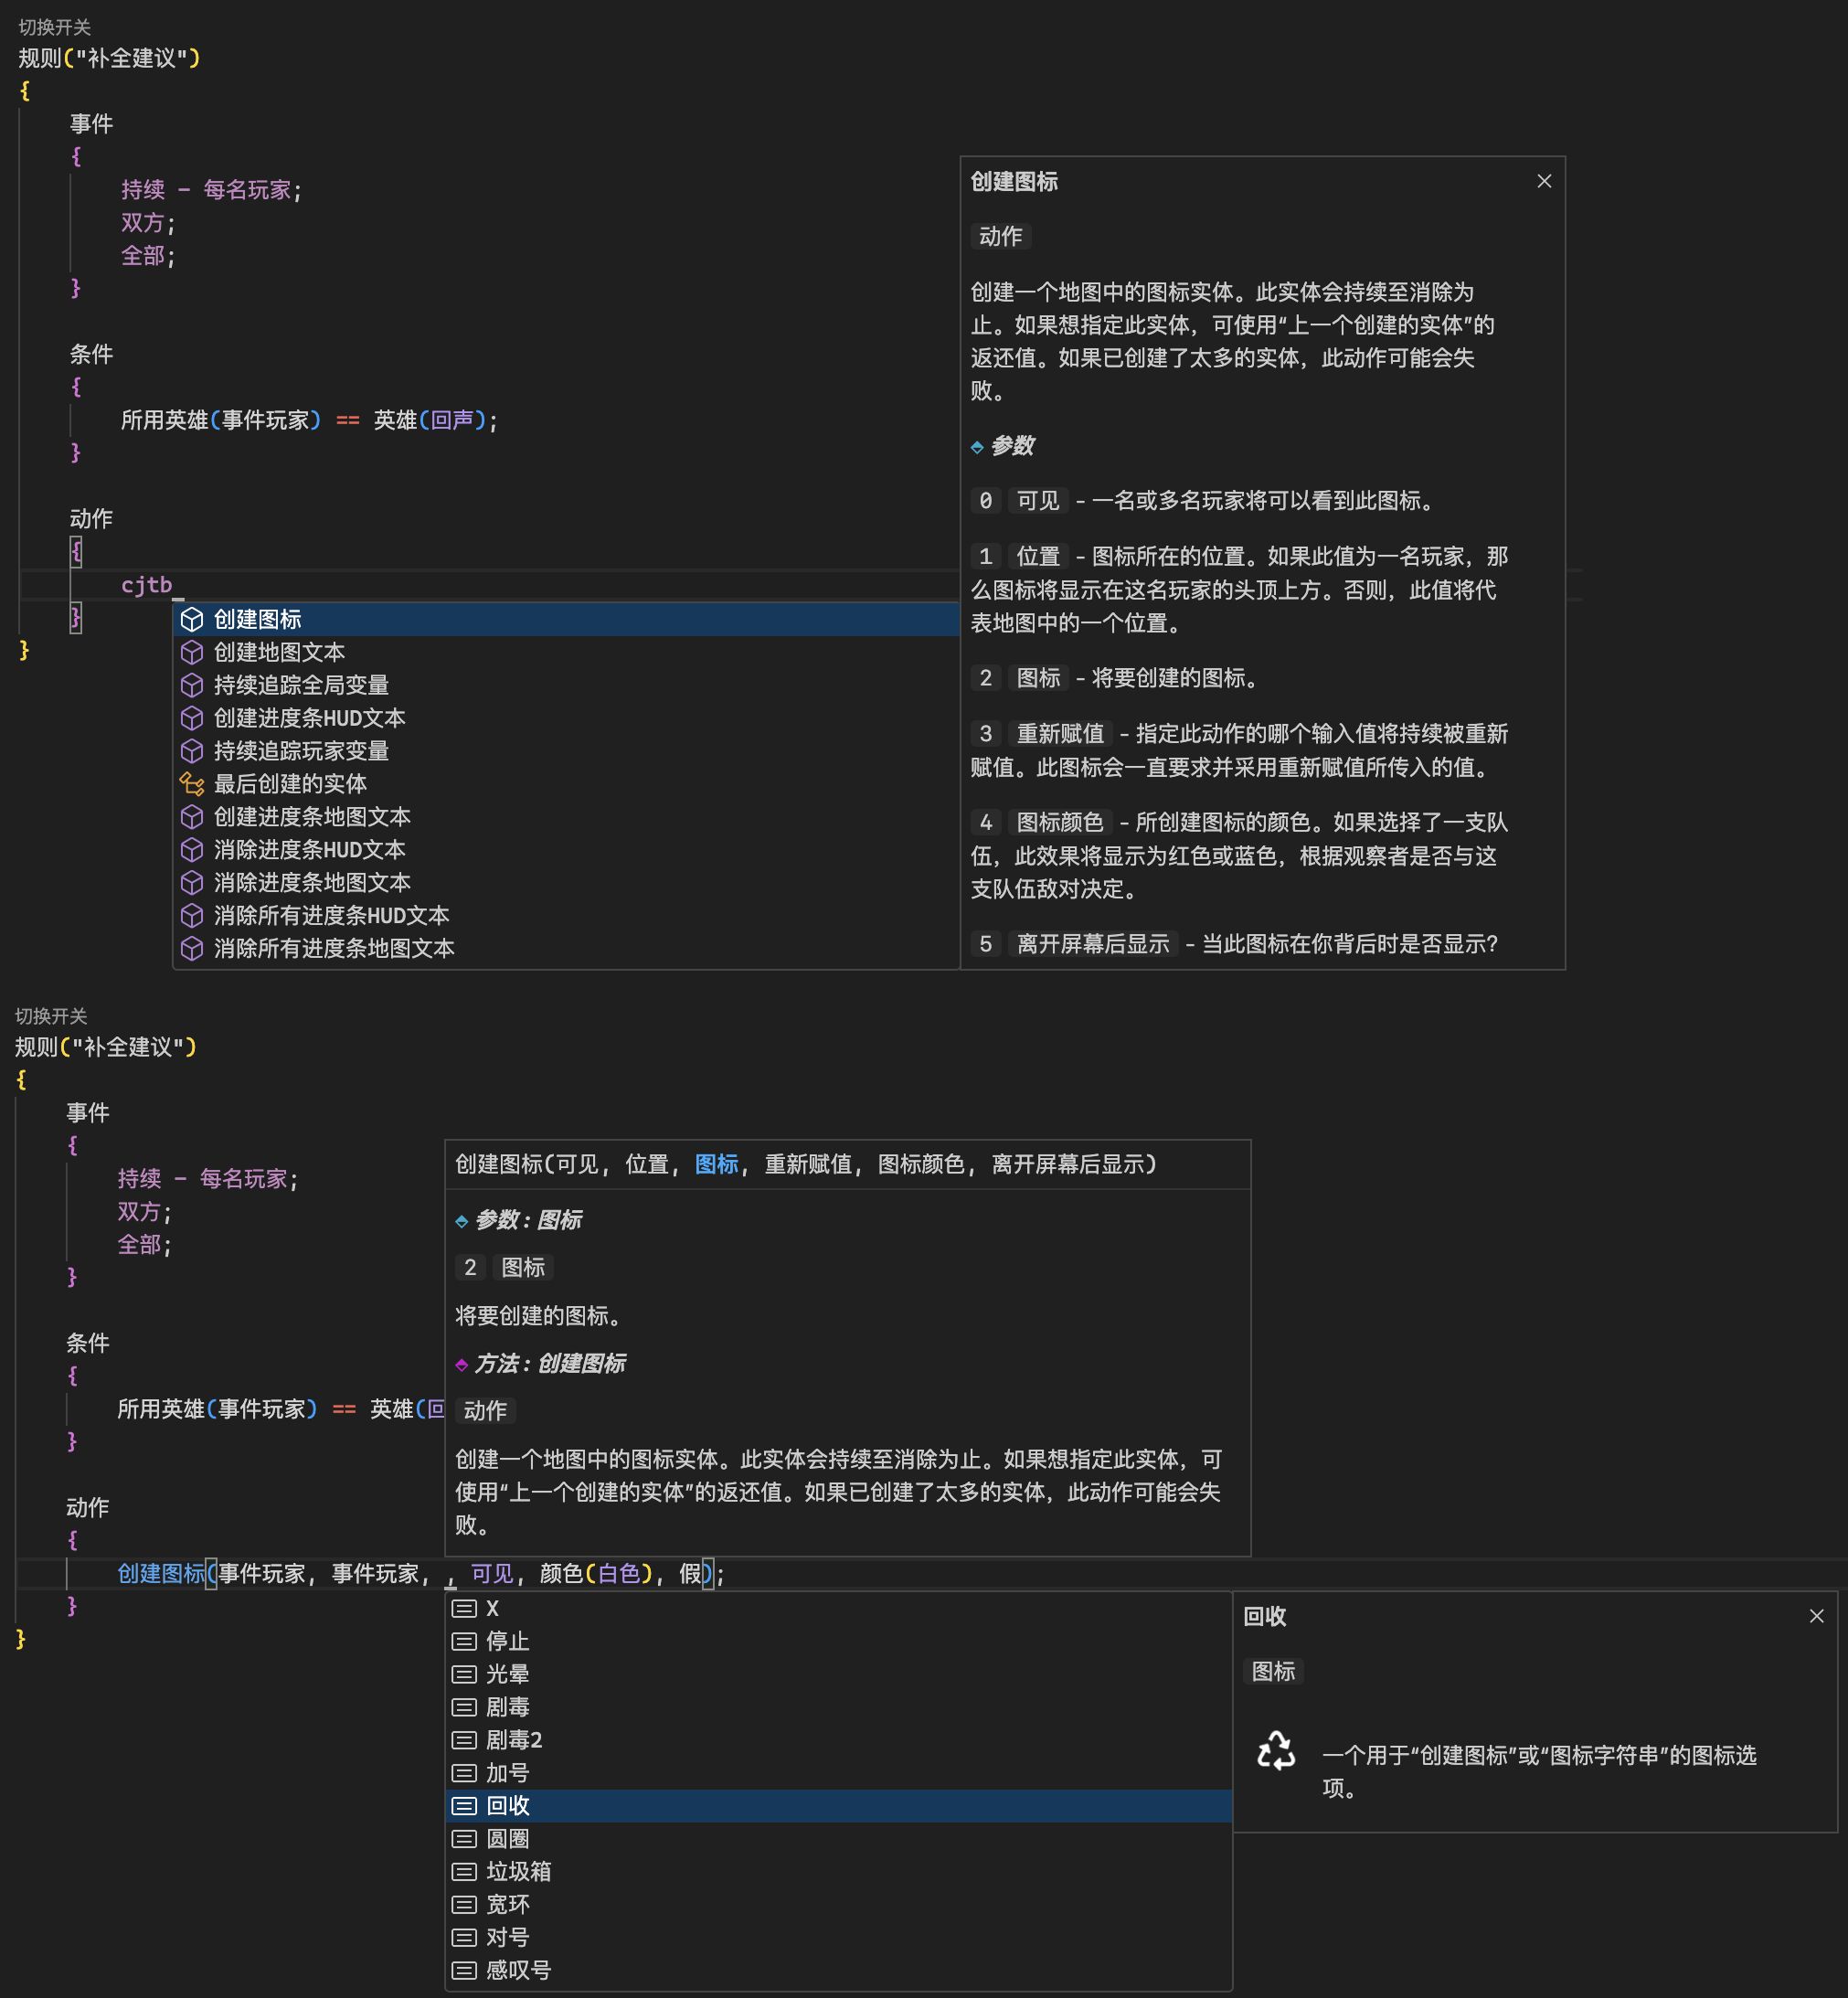 切换开关
规则("补全建议")
{
事件
{
持续 - 每名玩家;
双方;
全部;
}
条件
{
所用英雄(事件玩家) == 英雄(回声);
}
动作
{
cjtb
}
}
创建图标
创建地图文本
持续追踪全局变量
创建进度条HUD文本
持续追踪玩家变量
最后创建的实体
创建进度条地图文本
消除进度条HUD文本
消除进度条地图文本
消除所有进度条HUD文本
消除所有进度条地图文本
创建图标
动作
创建一个地图中的图标实体。此实体会持续至消除为
止。如果想指定此实体，可使用“上一个创建的实体”的
返还值。如果已创建了太多的实体，此动作可能会失
败。
参数
0 可见 - 一名或多名玩家将可以看到此图标。
1 位置 - 图标所在的位置。如果此值为一名玩家，那
么图标将显示在这名玩家的头顶上方。否则，此值将代
表地图中的一个位置。
2 图标 - 将要创建的图标。
3 重新赋值 - 指定此动作的哪个输入值将持续被重新
赋值。此图标会一直要求并采用重新赋值所传入的值。
4 图标颜色 - 所创建图标的颜色。如果选择了一支队
伍，此效果将显示为红色或蓝色，根据观察者是否与这
支队伍敌对决定。
5 离开屏幕后显示 - 当此图标在你背后时是否显示?
切换开关
规则("补全建议")
{
事件
{
持续 - 每名玩家;
双方;
全部;
}
条件
{
所用英雄(事件玩家) == 英雄(回
}
动作
{
创建图标(事件玩家, 事件玩家, , 可见, 颜色(白色), 假);
}
}
创建图标(可见, 位置, 图标, 重新赋值, 图标颜色, 离开屏幕后显示)
参数：图标
2 图标
将要创建的图标。
方法：创建图标
动作
创建一个地图中的图标实体。此实体会持续至消除为止。如果想指定此实体，可
使用“上一个创建的实体”的返还值。如果已创建了太多的实体，此动作可能会失
败。
X
停止
光晕
剧毒
剧毒2
加号
回收
圆圈
垃圾箱
宽环
对号
感叹号
回收
图标
一个用于“创建图标”或“图标字符串”的图标选
项。